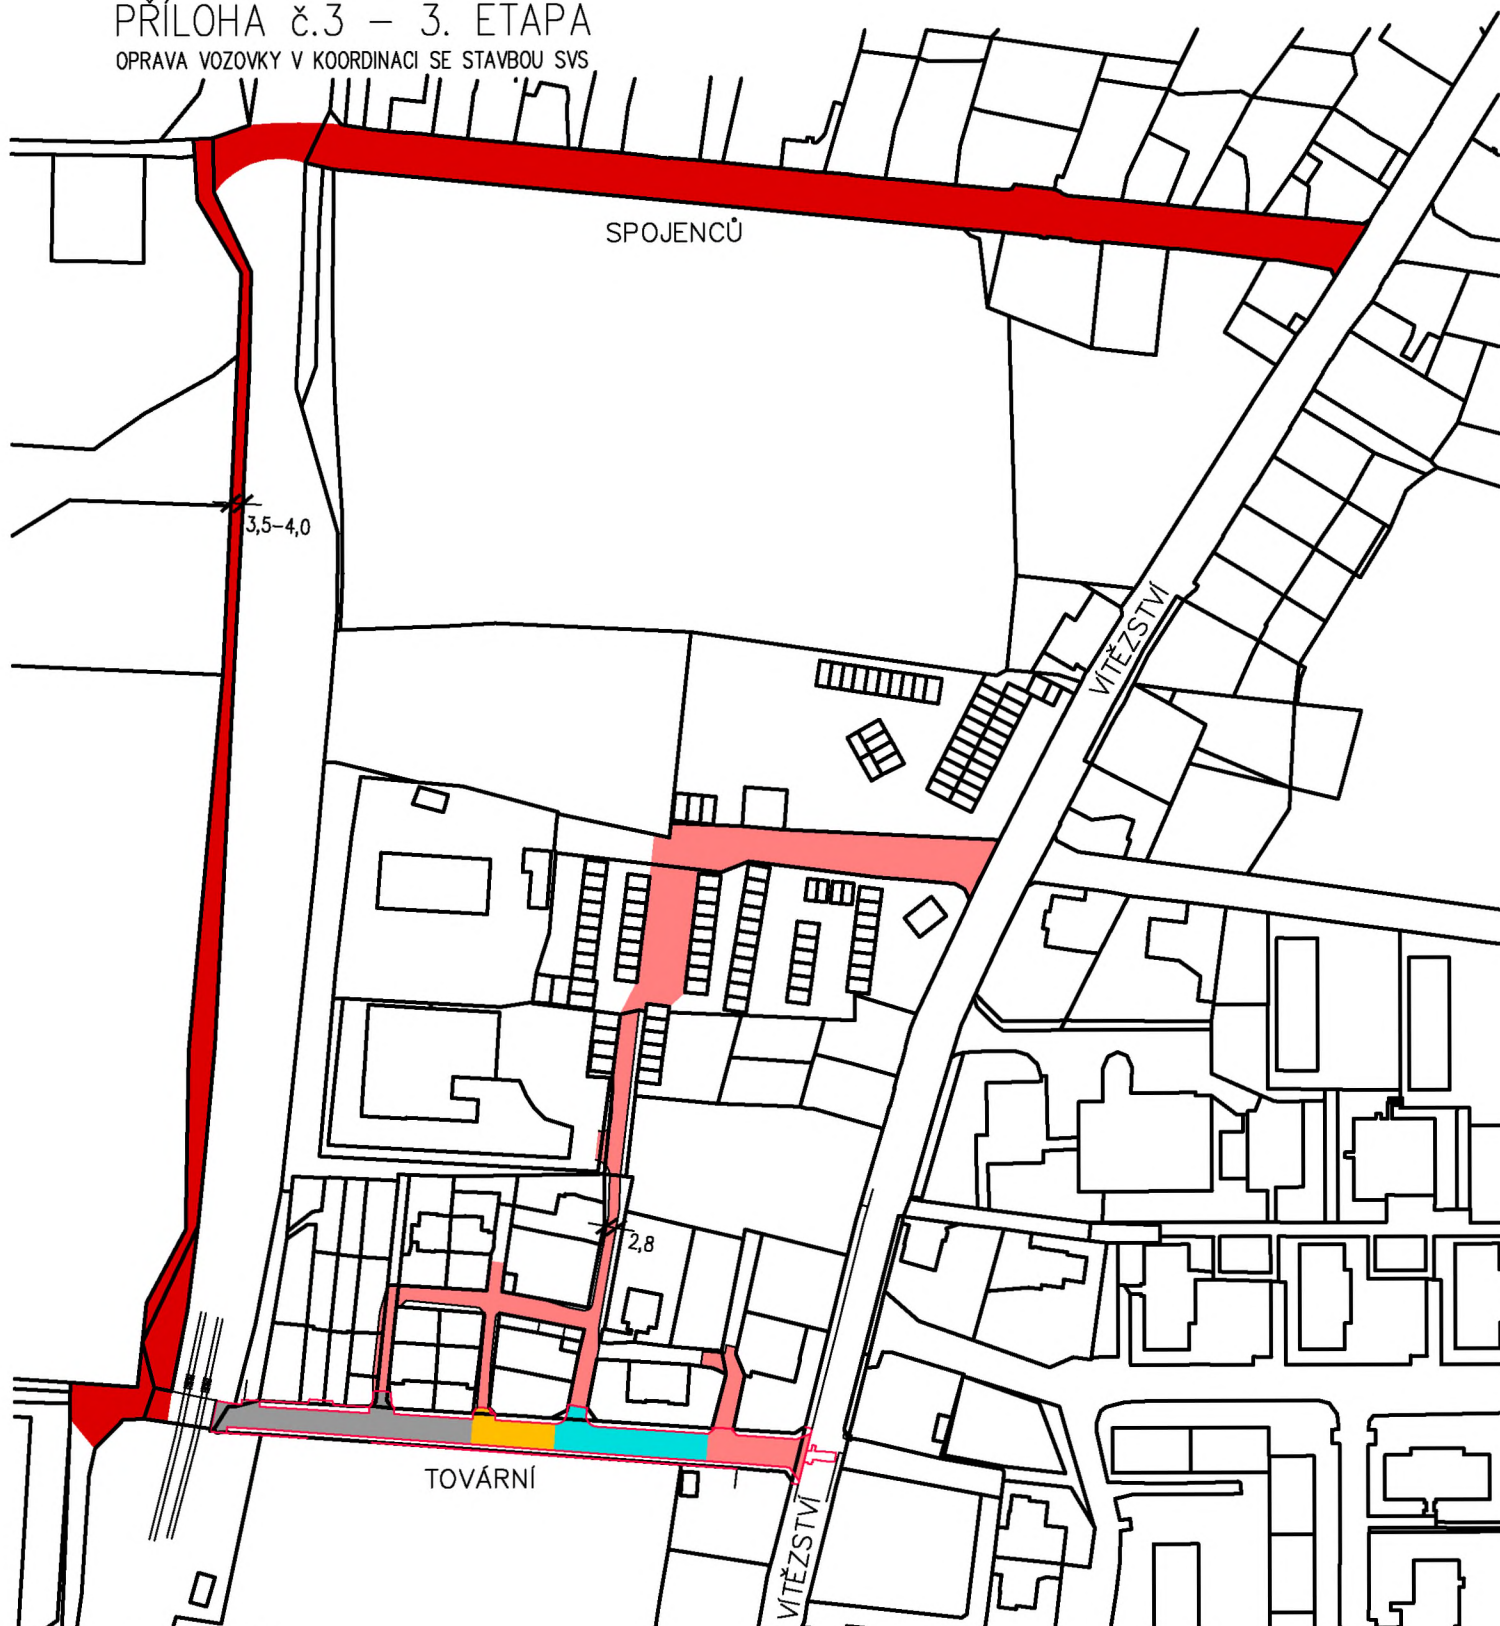 PŘÍLOHA č.3 – 3. ETAPA
OPRAVA VOZOVKY V KOORDINACI SE STAVBOU SVS
SPOJENCŮ
3,5–4,0
VÍTĚZSTVÍ
2,8
TOVÁRNÍ
VÍTĚZSTVÍ